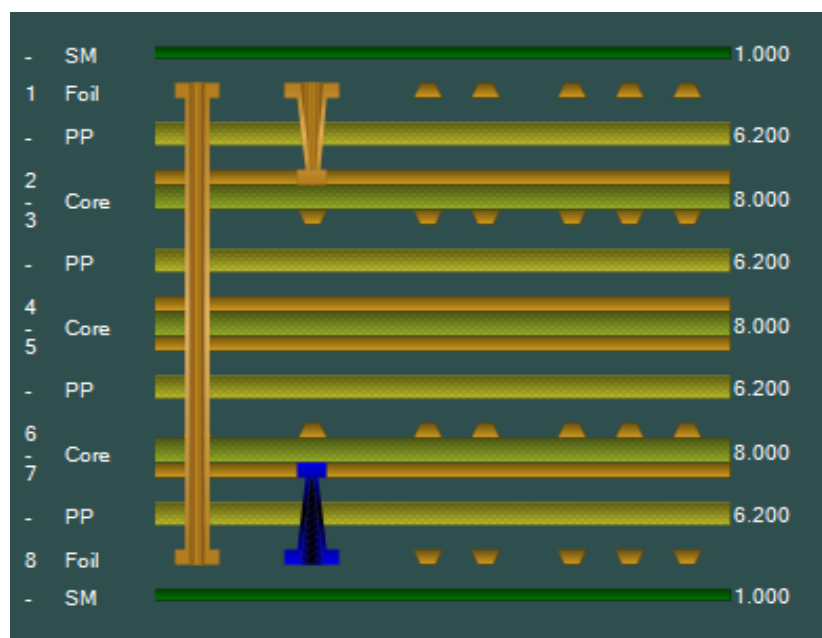 - SM 1.000
1 Foil
- PP 6.200
2
- Core 8.000
3
- PP 6.200
4
- Core 8.000
5
- PP 6.200
6
- Core 8.000
7
- PP 6.200
8 Foil
- SM 1.000